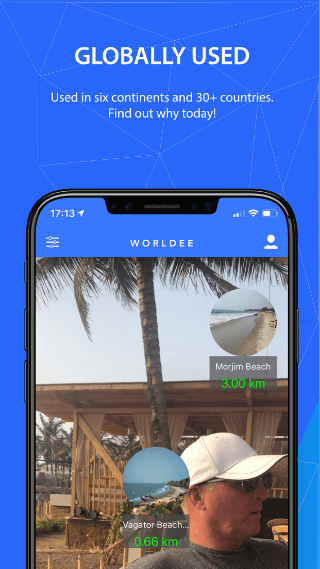 GLOBALLY USED
Used in six continents and 30+ countries.
Find out why today!
17:13
WORLDEE
Morjim Beach
3.00 km
Vagator Beach...
0.66 km